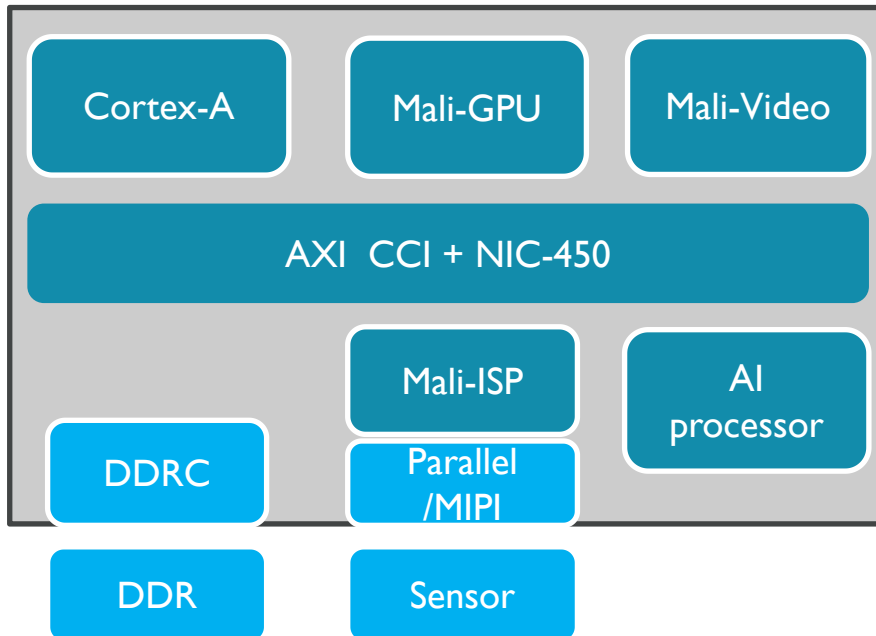 Cortex-A
Mali-GPU
Mali-Video
AXI CCI + NIC-450
Mali-ISP
AI
processor
DDRC
Parallel
/MIPI
DDR
Sensor